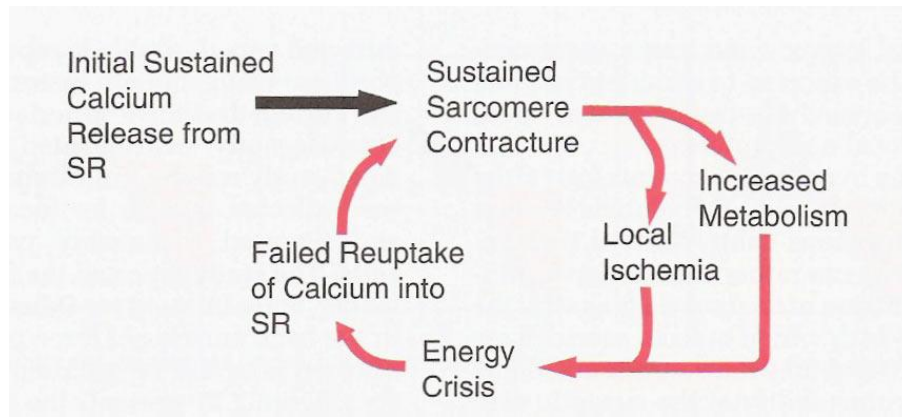 Initial Sustained
Calcium
Release from
SR
Sustained
Sarcomere
Contracture
Increased
Metabolism
Local
Ischemia
Failed Reuptake
of Calcium into
SR
Energy
Crisis